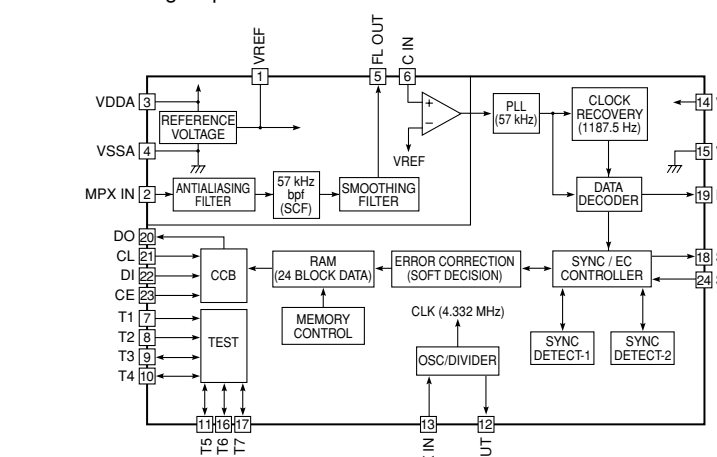 VREF
FL OUT
C IN
1
5
6
VDDA 3
REFERENCE
VOLTAGE
VSSA 4
MPX IN 2
ANTIALIASING
FILTER
57 kHz
bpf
(SCF)
SMOOTHING
FILTER
+
−
VREF
PLL
(57 kHz)
CLOCK
RECOVERY
(1187.5 Hz)
DATA
DECODER
14
15
19
DO 20
CL 21
DI 22
CE 23
CCB
RAM
(24 BLOCK DATA)
ERROR CORRECTION
(SOFT DECISION)
SYNC / EC
CONTROLLER
18
24
T1 7
T2 8
T3 9
T4 10
TEST
MEMORY
CONTROL
CLK (4.332 MHz)
OSC/DIVIDER
SYNC
DETECT-1
SYNC
DETECT-2
11 16 17
13
12
T5
T6
T7
IN
UT